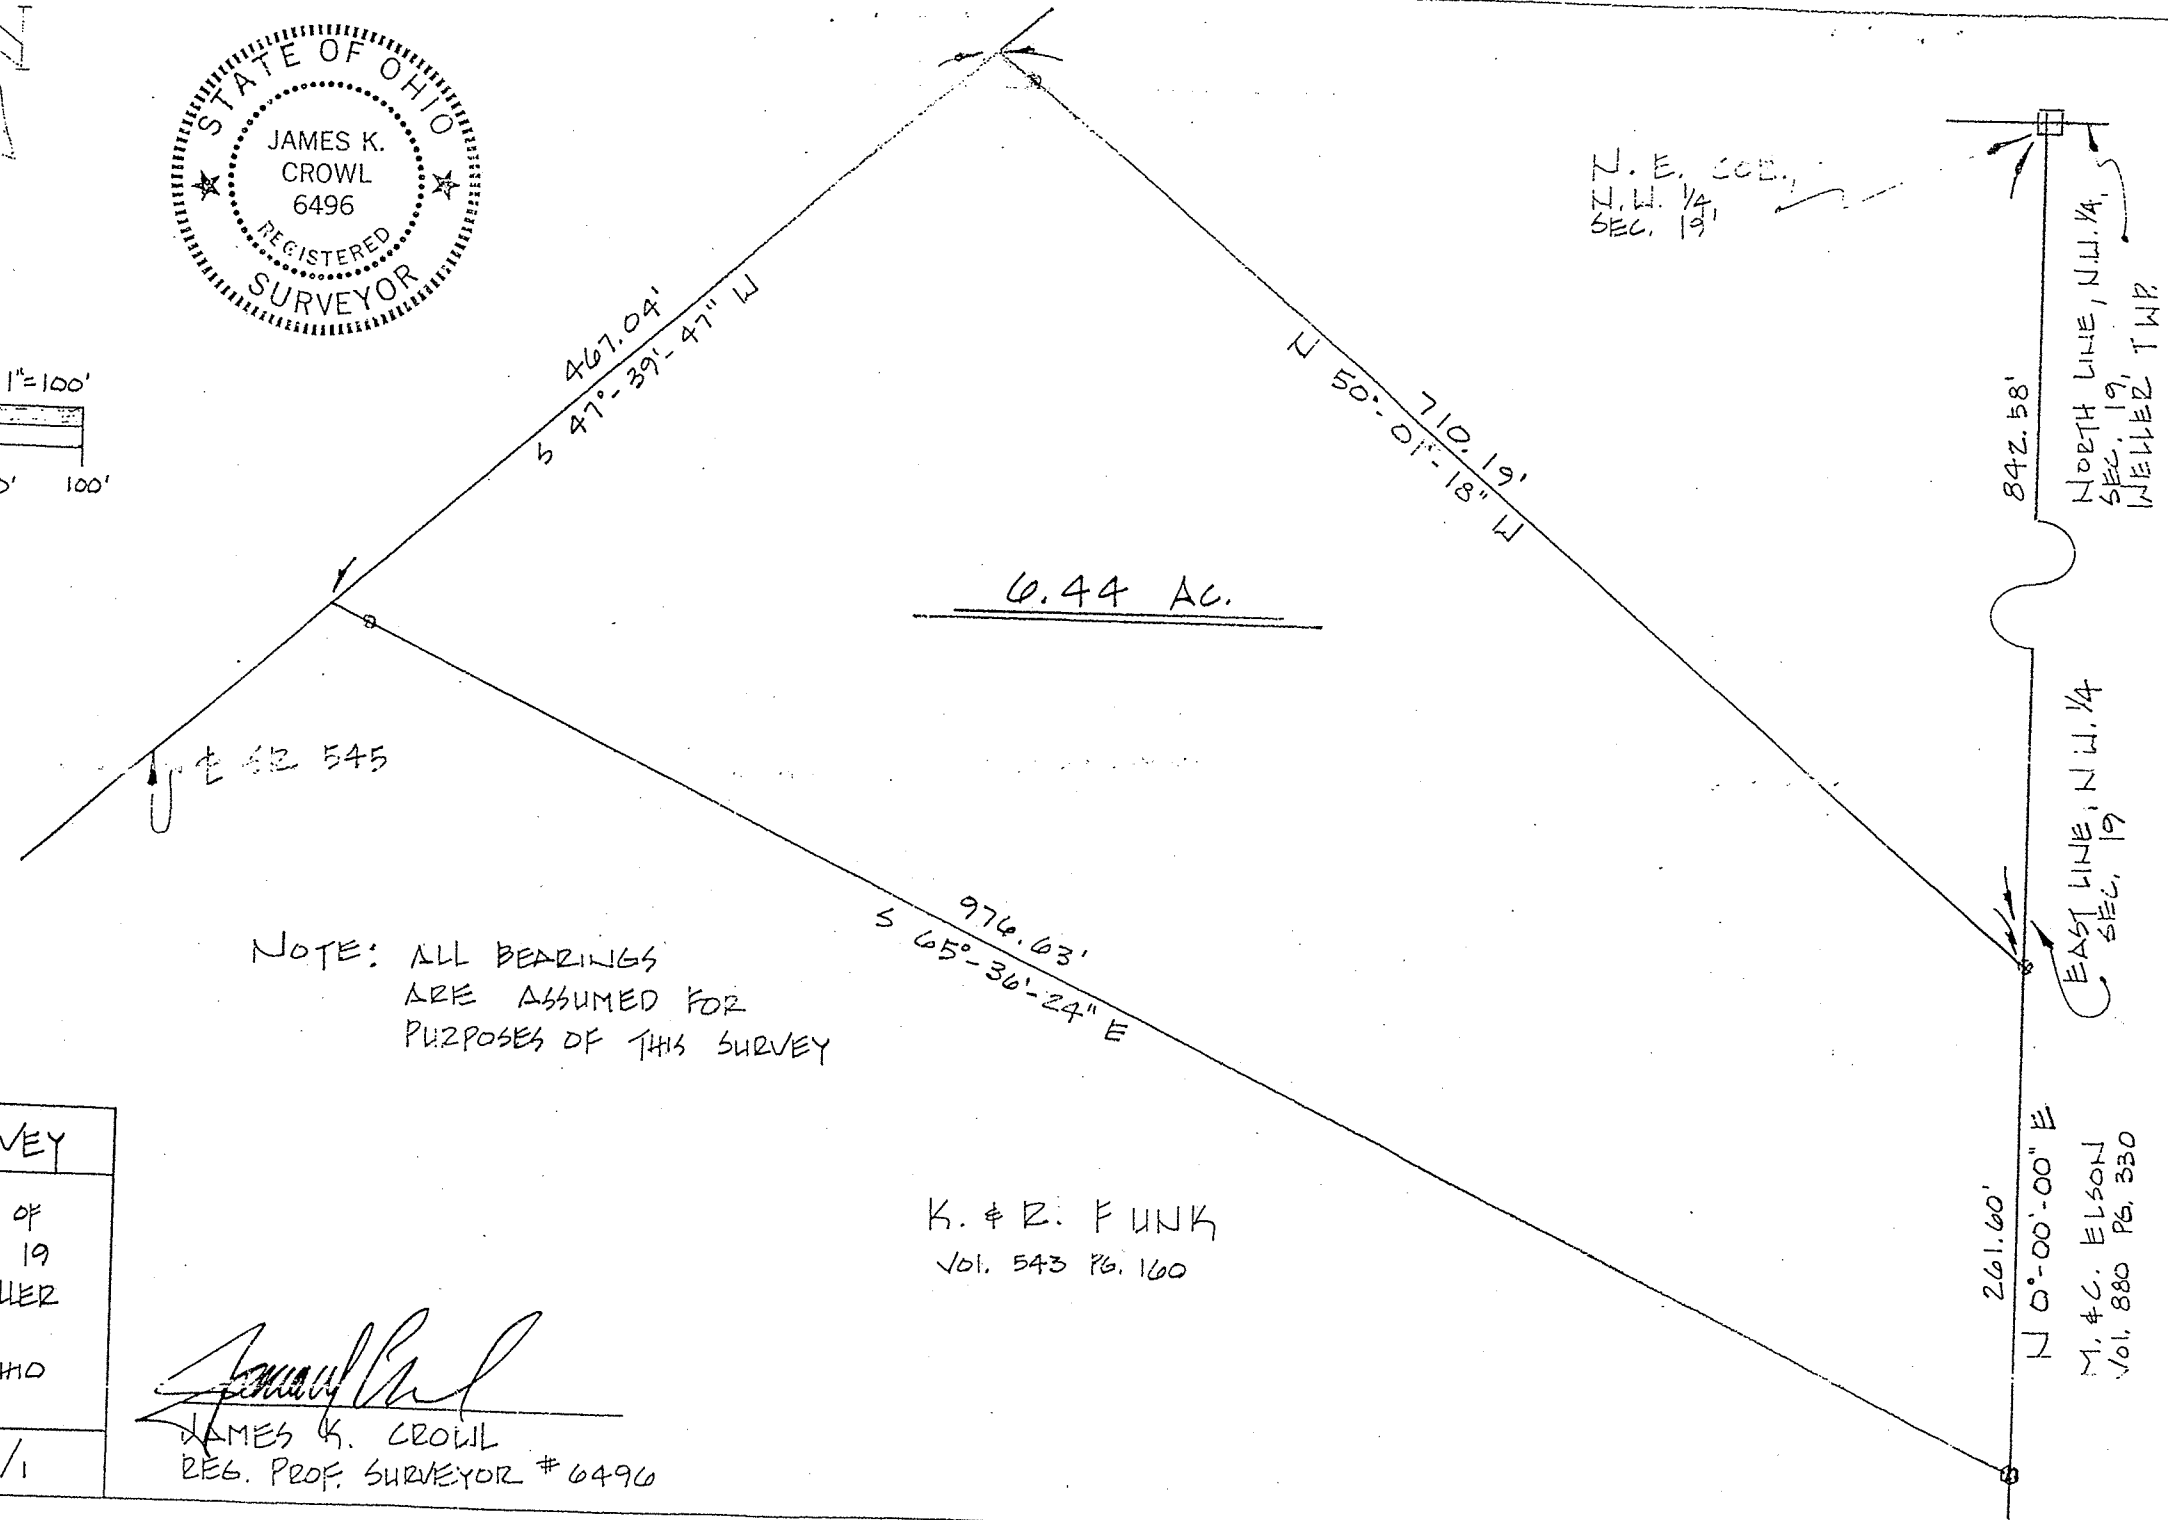 STATE OF OHIO
JAMES K.
CROWL
6496
REGISTERED
SURVEYOR
1"=100'
100'
467.04'
S 47°-39'-47" W
710.19'
N 50°-01'-18" W
N. E. COR.,
N.W. 1/4,
SEC. 19
842.58'
NORTH LINE, N.W. 1/4,
SEC. 19,
WELLER TWP.
6.44 AC.
℄ SR 545
EAST LINE, N.W. 1/4
SEC. 19
976.63'
S 65°-36'-24" E
NOTE: ALL BEARINGS
ARE ASSUMED FOR
PURPOSES OF THIS SURVEY
261.60'
N 0°-00'-00" E
M. & C. ELSON
Vol. 880 PG. 330
K. & R. FUNK
Vol. 543 PG. 160
VEY
OF
19
LLER
HIO
/1
JAMES K. CROWL
REG. PROF. SURVEYOR # 6496